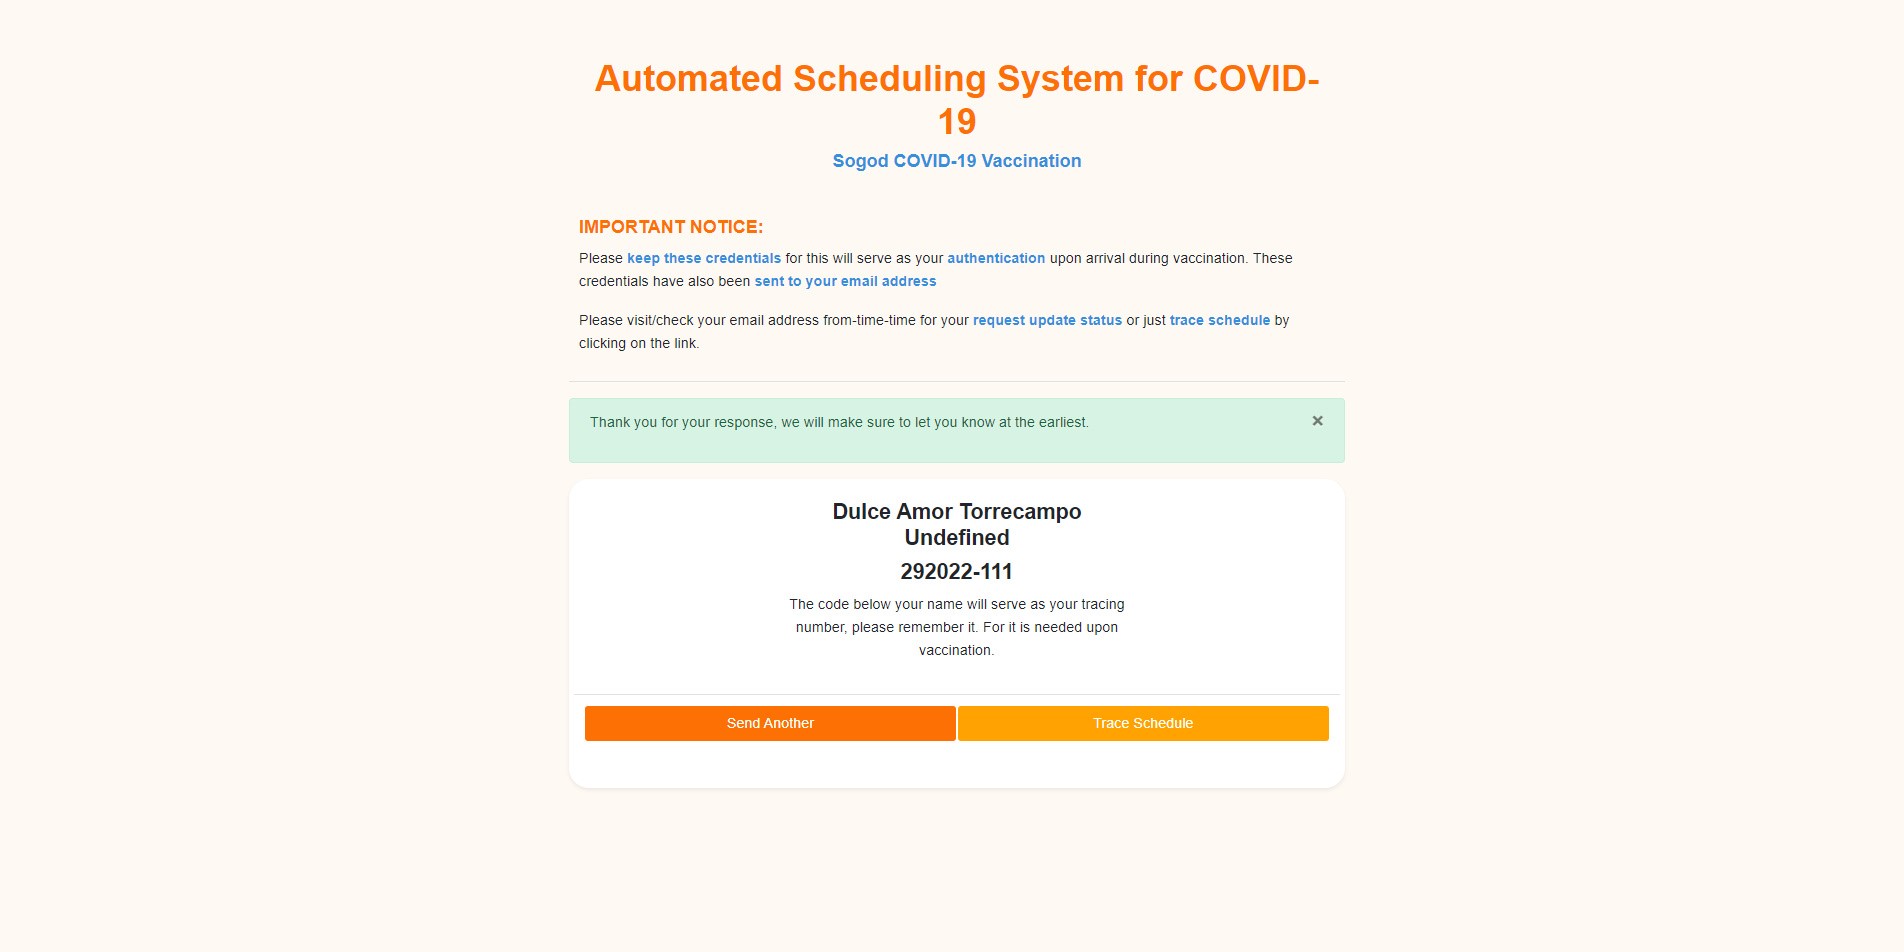 Automated Scheduling System for COVID-
19
Sogod COVID-19 Vaccination
IMPORTANT NOTICE:
Please keep these credentials for this will serve as your authentication upon arrival during vaccination. These
credentials have also been sent to your email address
Please visit/check your email address from-time-time for your request update status or just trace schedule by
clicking on the link.
Thank you for your response, we will make sure to let you know at the earliest. ×
Dulce Amor Torrecampo
Undefined
292022-111
The code below your name will serve as your tracing
number, please remember it. For it is needed upon
vaccination.
Send Another Trace Schedule